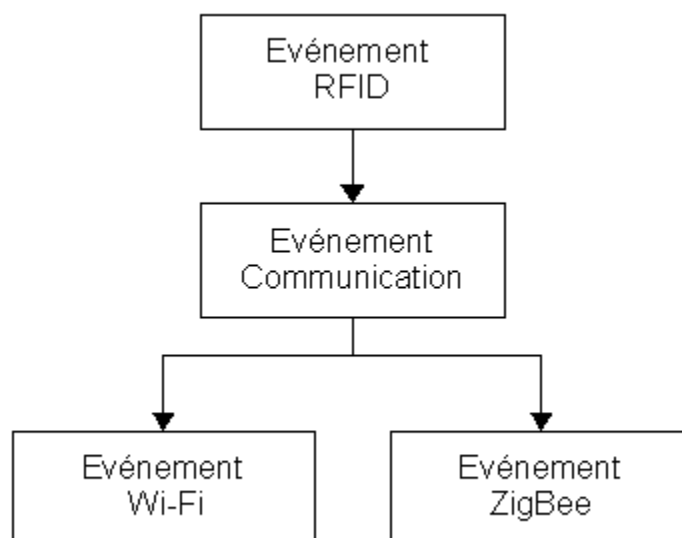 Evénement
RFID
Evénement
Communication
Evénement
Wi-Fi
Evénement
ZigBee